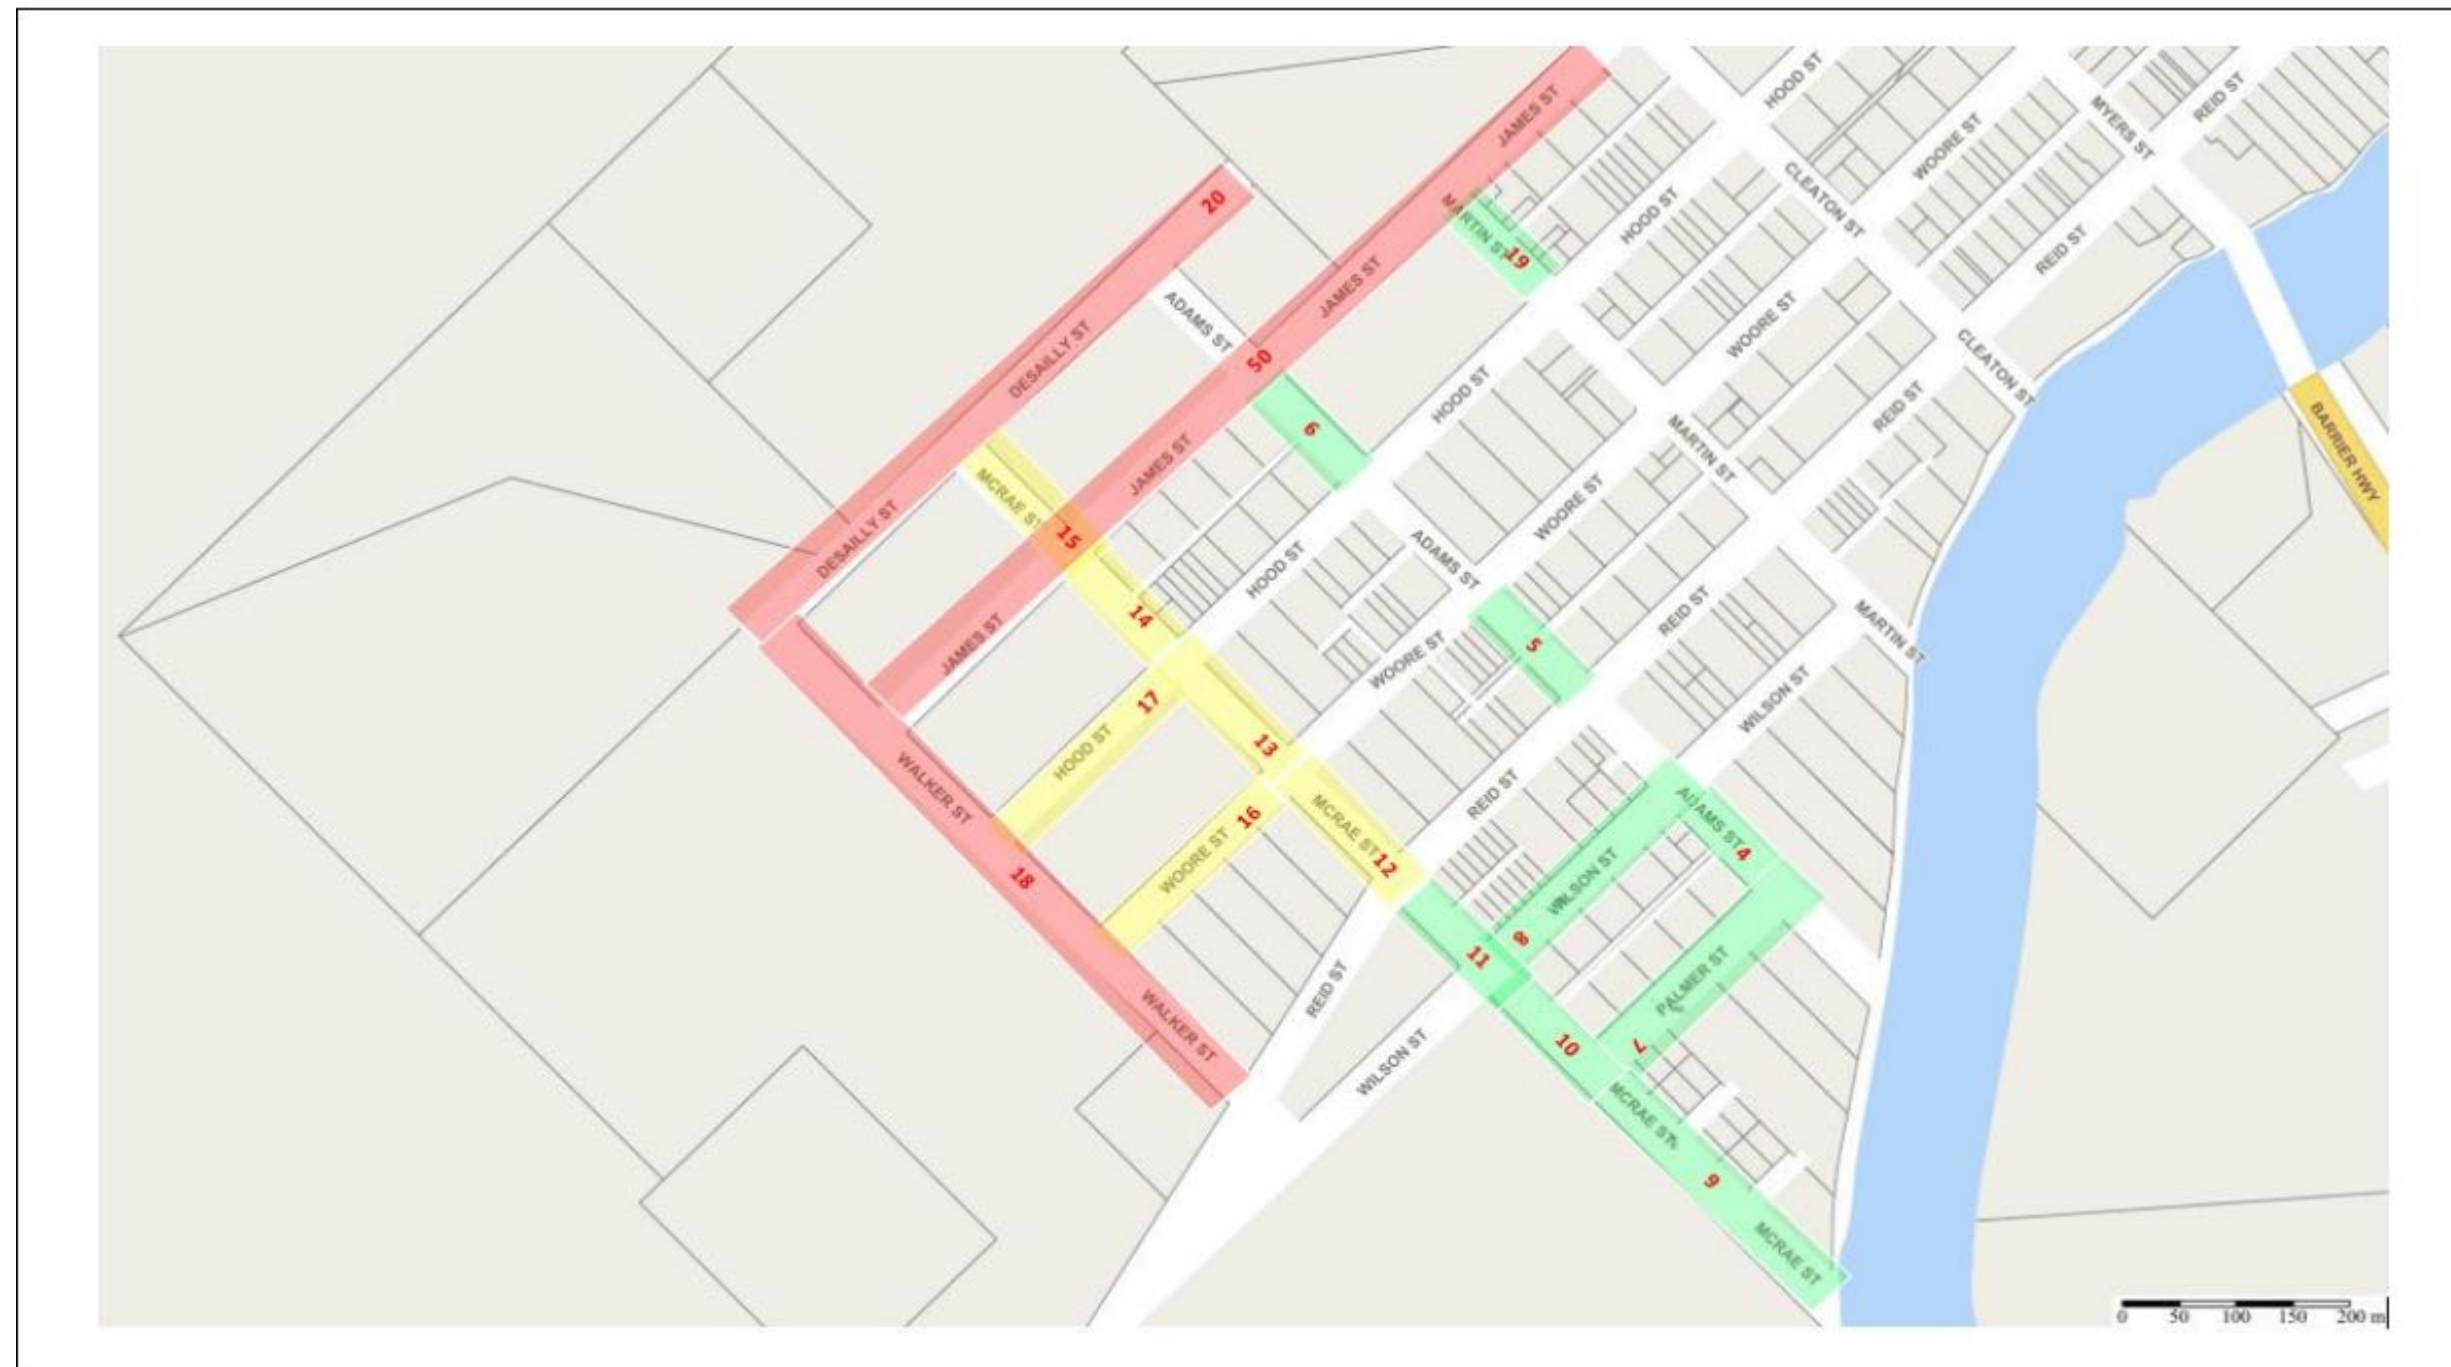 HOOD ST
MYERS ST
REID ST
JAMES ST
WOORE ST
CLEATON ST
20
MARTIN ST
19
HOOD ST
REID ST
ADAMS ST
JAMES ST
WOORE ST
DESAILLY ST
50
CLEATON ST
HOOD ST
6
REID ST
BARRIER HWY
MARTIN ST
JAMES ST
MCRAE ST
WOORE ST
DESAILLY ST
15
ADAMS ST
HOOD ST
14
REID ST
MARTIN ST
JAMES ST
5
WOORE ST
17
WILSON ST
HOOD ST
13
WALKER ST
REID ST
MCRAE ST
16
ADAMS ST
4
WOORE ST
12
18
WILSON ST
8
11
REID ST
PALMER ST
WALKER ST
10
7
WILSON ST
MCRAE ST
9
MCRAE ST
0 50 100 150 200 m